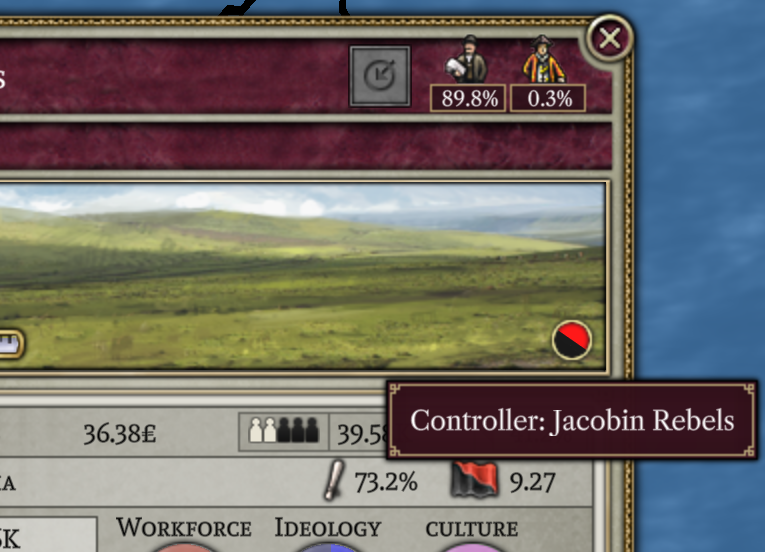 89.8%
0.3%
Controller: Jacobin Rebels
36.38£
73.2%
9.27
WORKFORCE
IDEOLOGY
CULTURE